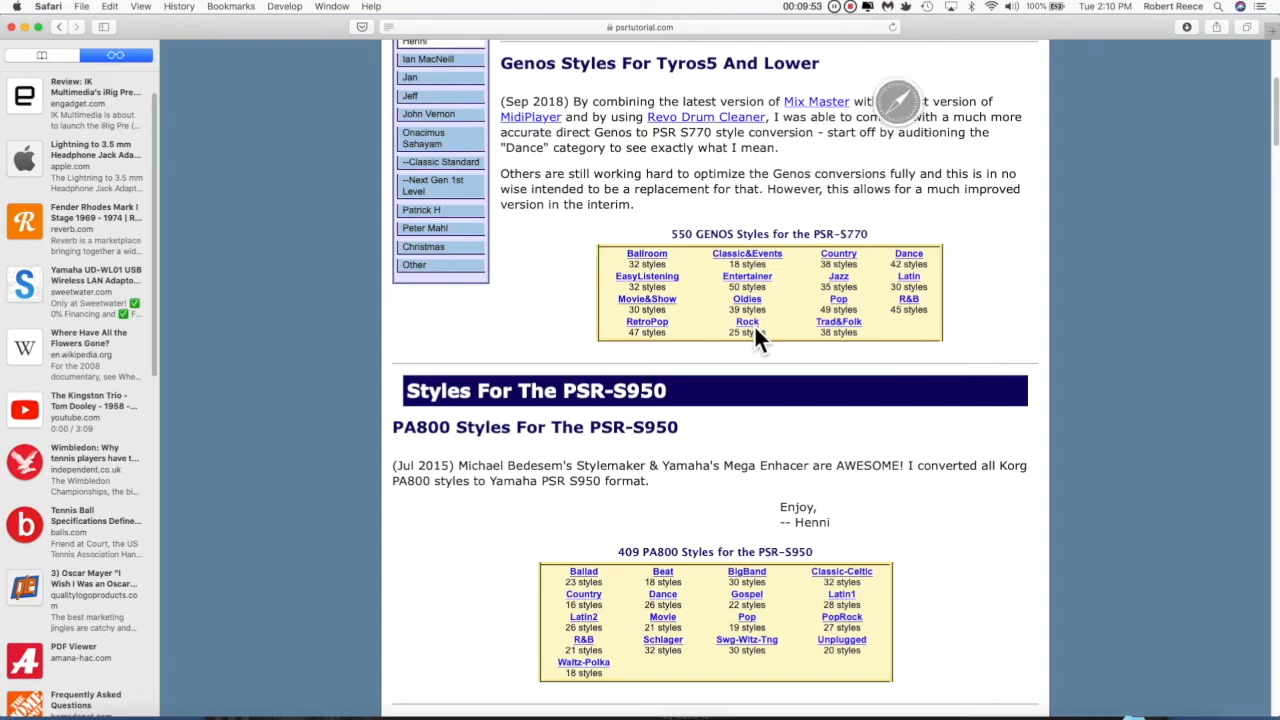 Safari File Edit View History Bookmarks Develop Window Help 00:09:53 100% Tue 2:10 PM Robert Reece
psrtutorial.com
Review: IK
Multimedia's iRig Pre...
engadget.com
IK Multimedia is about
to launch the iRig Pre (...
Lightning to 3.5 mm
Headphone Jack Ada...
apple.com
The Lightning to 3.5 mm
Headphone Jack Adapt...
Fender Rhodes Mark I
Stage 1969 - 1974 | R...
reverb.com
Reverb is a marketplace
bringing together a wid...
Yamaha UD-WL01 USB
Wireless LAN Adapto...
sweetwater.com
Only at Sweetwater! ✅
0% Financing and ✅ F...
Where Have All the
Flowers Gone?
en.wikipedia.org
For the 2008
documentary, see Whe...
The Kingston Trio -
Tom Dooley - 1958 -...
youtube.com
0:00 / 3:09
Wimbledon: Why
tennis players have t...
independent.co.uk
The Wimbledon
Championships, the bi...
Tennis Ball
Specifications Define...
balls.com
Friend at Court, the US
Tennis Association Han...
3) Oscar Mayer "I
Wish I Was an Oscar...
qualitylogoproducts.co
m
The best marketing
jingles are catchy and...
PDF Viewer
amana-hac.com
Frequently Asked
Questions
Henni
Ian MacNeill
Jan
Jeff
John Vernon
Onacimus
Sahayam
--Classic Standard
--Next Gen 1st
Level
Patrick H
Peter Mahl
Christmas
Other
Genos Styles For Tyros5 And Lower
(Sep 2018) By combining the latest version of Mix Master version of
MidiPlayer and by using Revo Drum Cleaner, I was able to with a much more
accurate direct Genos to PSR S770 style conversion - start off by auditioning the
"Dance" category to see exactly what I mean.
Others are still working hard to optimize the Genos conversions fully and this is in no
wise intended to be a replacement for that. However, this allows for a much improved
version in the interim.
550 GENOS Styles for the PSR-S770
Ballroom Classic&Events Country Dance
32 styles 18 styles 38 styles 42 styles
EasyListening Entertainer Jazz Latin
32 styles 50 styles 35 styles 30 styles
Movie&Show Oldies Pop R&B
30 styles 39 styles 49 styles 45 styles
RetroPop Rock Trad&Folk
47 styles 25 styles 38 styles
Styles For The PSR-S950
PA800 Styles For The PSR-S950
(Jul 2015) Michael Bedesem's Stylemaker & Yamaha's Mega Enhacer are AWESOME! I converted all Korg
PA800 styles to Yamaha PSR S950 format.
Enjoy,
-- Henni
409 PA800 Styles for the PSR-S950
Ballad Beat BigBand Classic-Celtic
23 styles 18 styles 30 styles 32 styles
Country Dance Gospel Latin1
16 styles 26 styles 22 styles 28 styles
Latin2 Movie Pop PopRock
26 styles 21 styles 19 styles 27 styles
R&B Schlager Swg-Wltz-Tng Unplugged
21 styles 32 styles 30 styles 20 styles
Waltz-Polka
18 styles